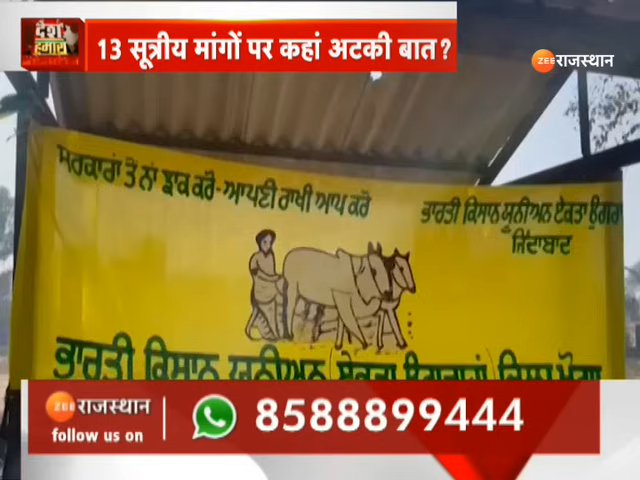 देश
हमारा
13 सूत्रीय मांगों पर कहां अटकी बात?
ZEE राजस्थान
ਸਰਕਾਰਾਂ ਤੋਂ ਨਾਂ ਝਾਕ ਕਰੋ-ਆਪਣੀ ਰਾਖੀ ਆਪ ਕਰੋ
ਭਾਰਤੀ ਕਿਸਾਨ ਯੂਨੀਅਨ ਏਕਤਾ ਉਗਰਾਹਾਂ
ਜਿੰਦਾਬਾਦ
ਭਾਰਤੀ ਕਿਸਾਨ ਯੂਨੀਅਨ
ZEE राजस्थान
follow us on
8588899444